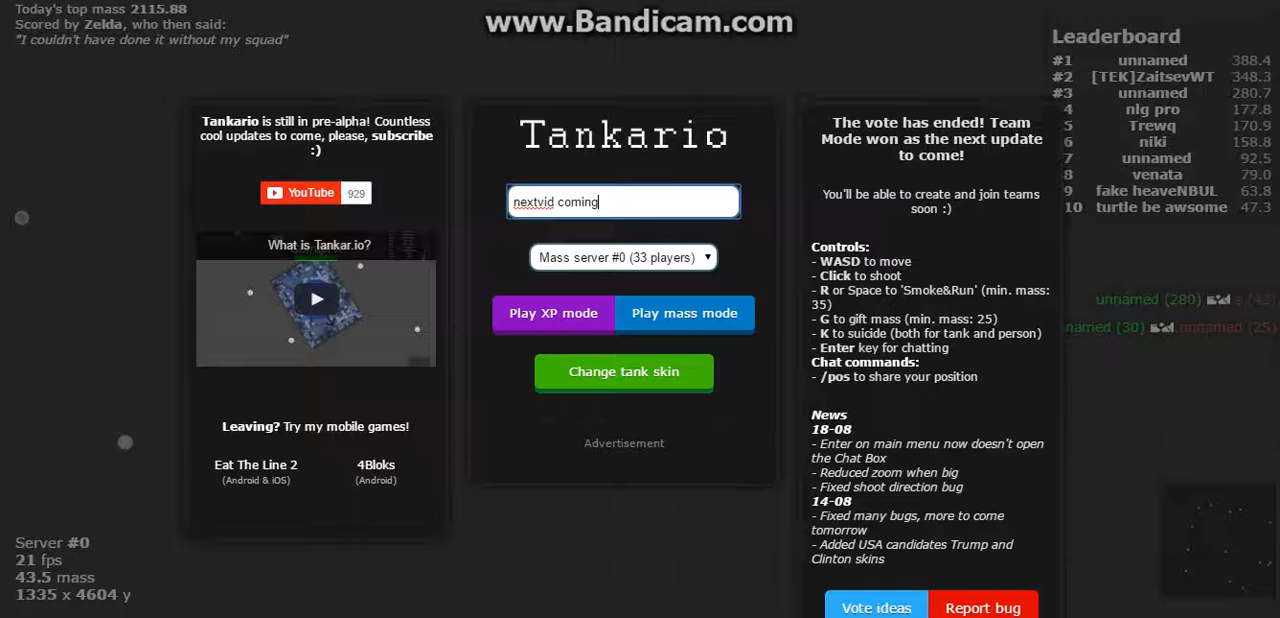 Today's top mass 2115.88
Scored by Zelda, who then said:
"I couldn't have done it without my squad"
www.Bandicam.com
Leaderboard
#1 unnamed 388.4
#2 [TEK]ZaitsevWT 348.3
#3 unnamed 280.7
4 nlg pro 177.8
5 Trewq 170.9
6 niki 158.8
7 unnamed 92.5
8 venata 79.0
9 fake heaveNBUL 63.8
10 turtle be awsome 47.3
Tankario is still in pre-alpha! Countless
cool updates to come, please, subscribe
:)
YouTube 929
What is Tankar.io?
Leaving? Try my mobile games!
Eat The Line 2 4Bloks
(Android & iOS) (Android)
Tankario
nextvid coming
Mass server #0 (33 players)
Play XP mode Play mass mode
Change tank skin
Advertisement
The vote has ended! Team
Mode won as the next update
to come!
You'll be able to create and join teams
soon :)
Controls:
- WASD to move
- Click to shoot
- R or Space to 'Smoke&Run' (min. mass:
35)
- G to gift mass (min. mass: 25)
- K to suicide (both for tank and person)
- Enter key for chatting
Chat commands:
- /pos to share your position
News
18-08
- Enter on main menu now doesn't open
the Chat Box
- Reduced zoom when big
- Fixed shoot direction bug
14-08
- Fixed many bugs, more to come
tomorrow
- Added USA candidates Trump and
Clinton skins
Vote ideas Report bug
unnamed (280) s (42)
named (30) unnamed (25)
Server #0
21 fps
43.5 mass
1335 x 4604 y